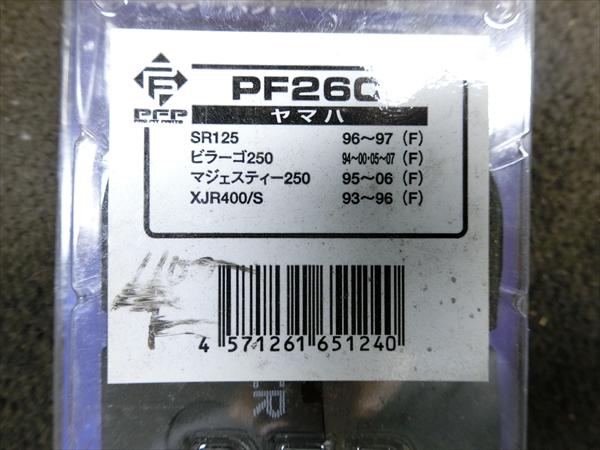 PFP
PRO FIT PARTS
PF260
ヤマハ
SR125 96〜97 (F)
ビラーゴ250 94〜00・05〜07 (F)
マジェスティー250 95〜06 (F)
XJR400/S 93〜96 (F)
4 571261 651240